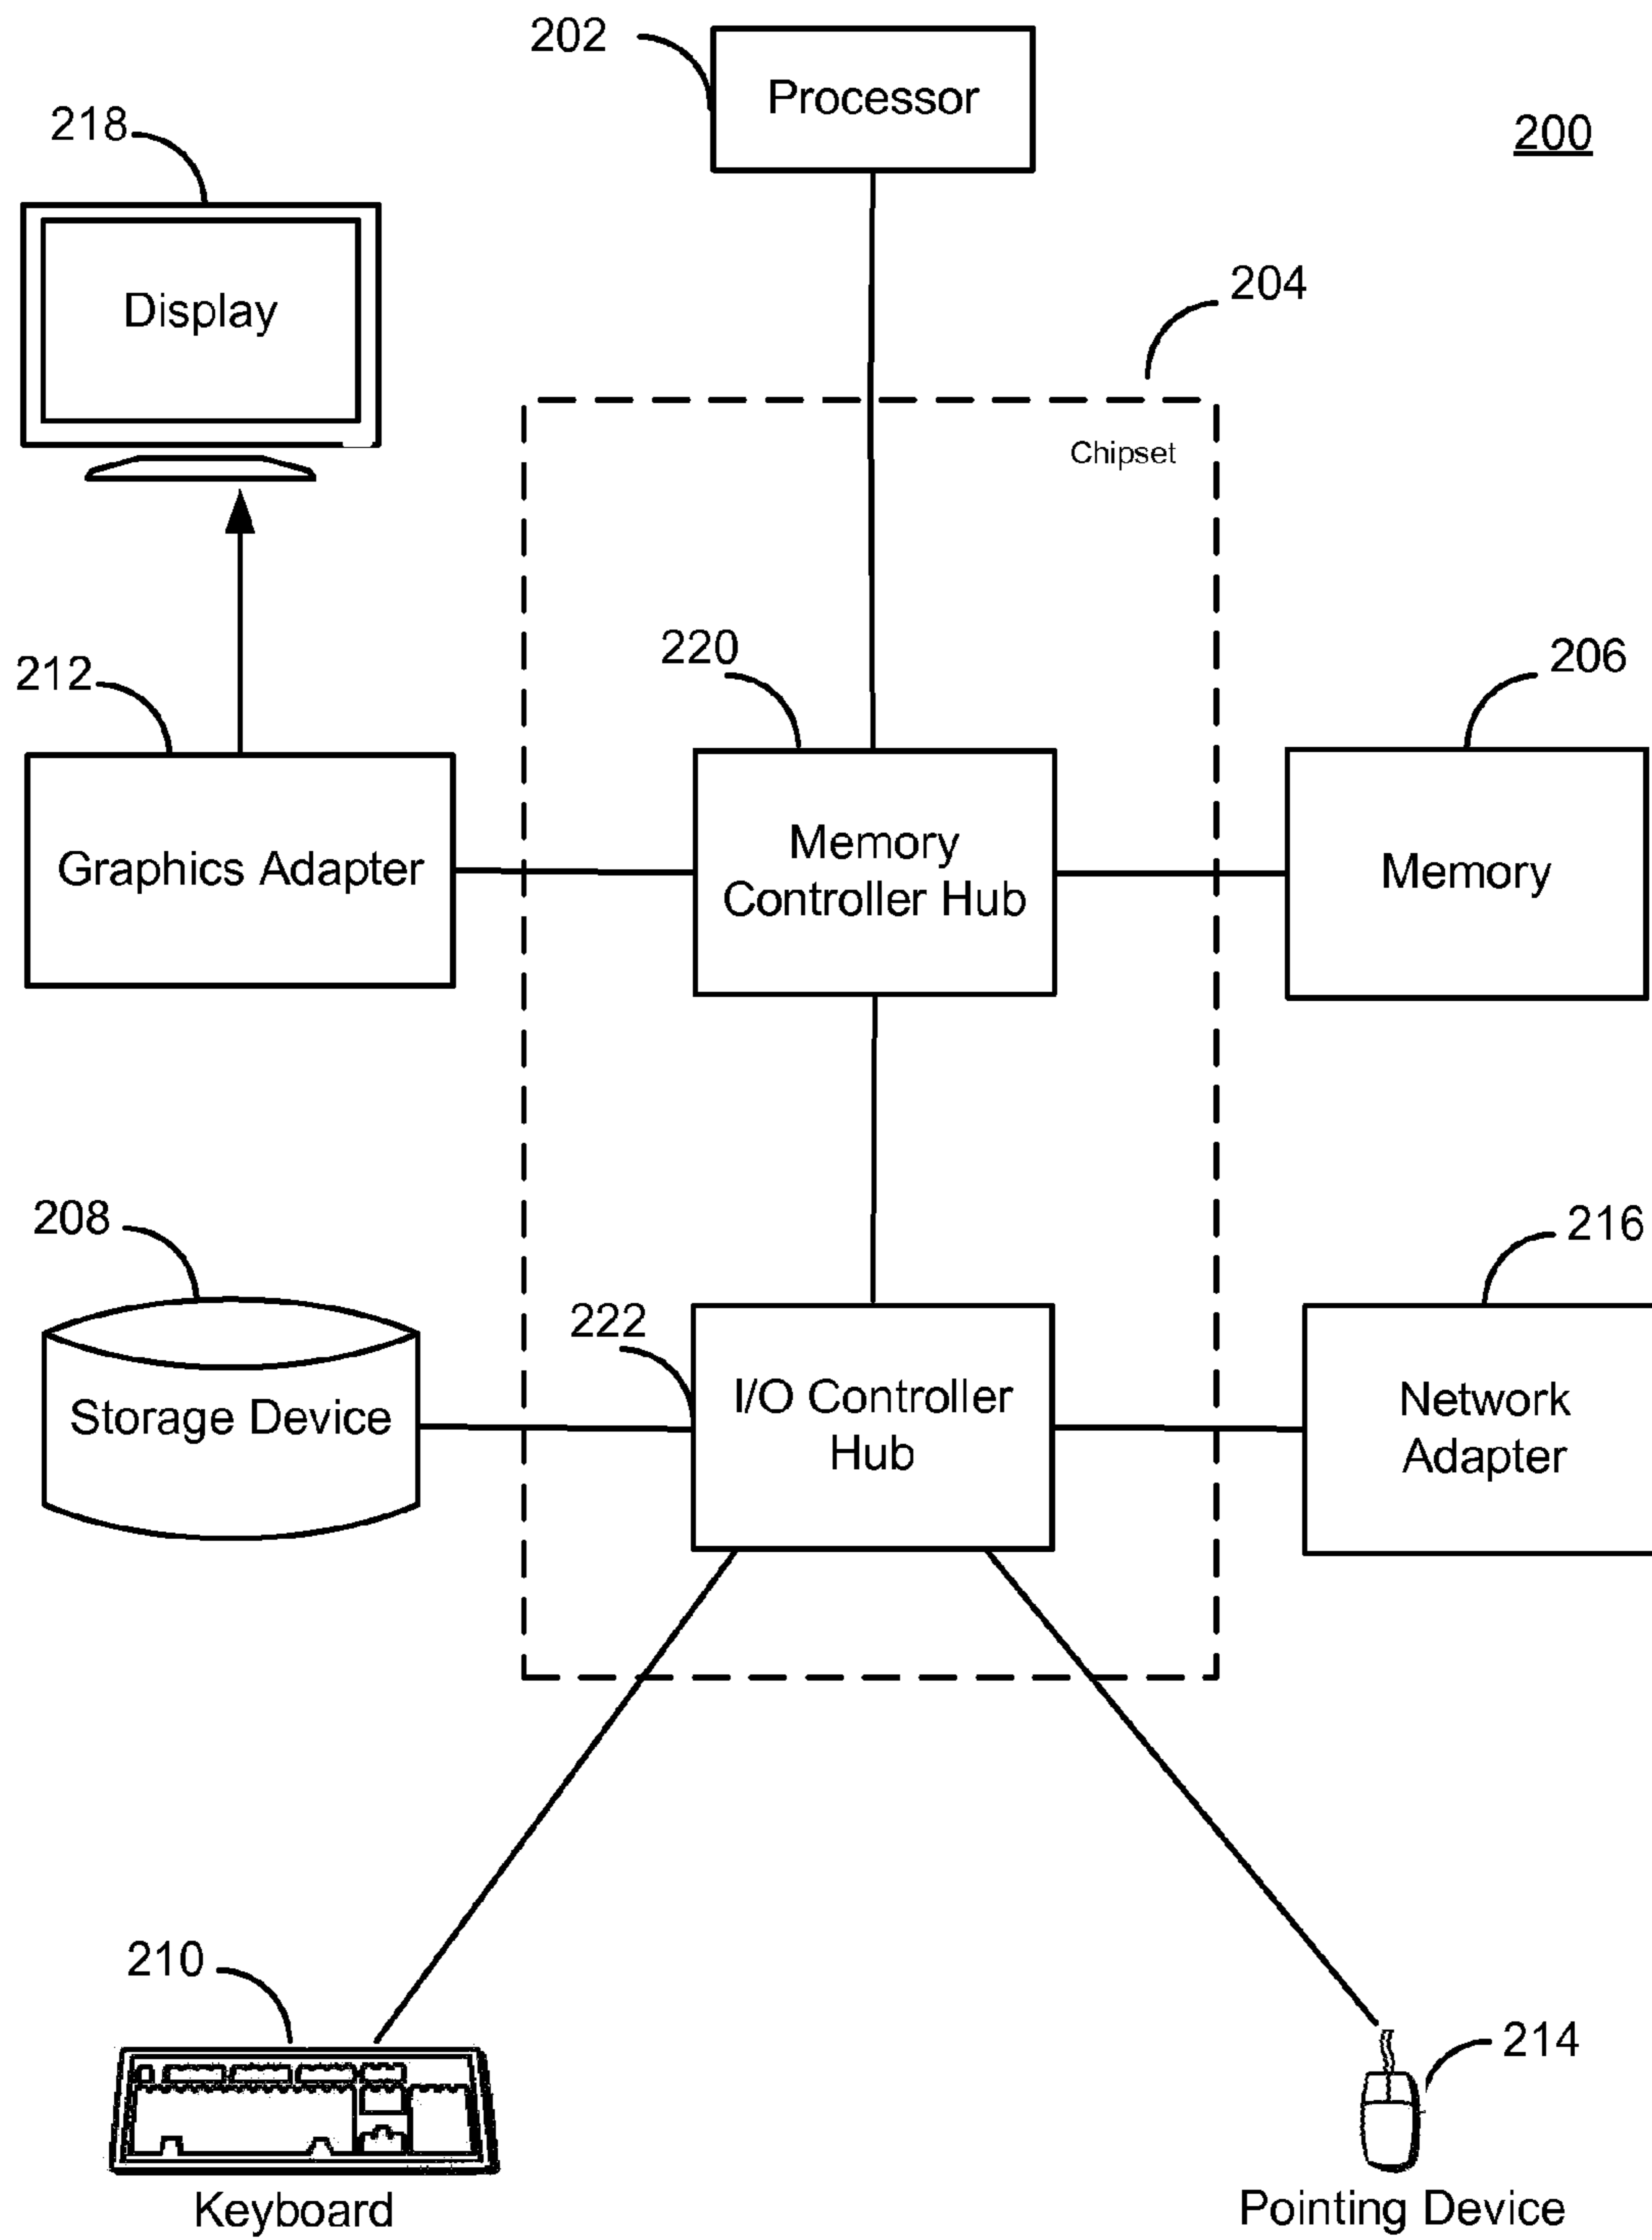 202
Processor
200
218
Display
204
Chipset
220
212
206
Graphics Adapter
Memory
Controller Hub
Memory
208
216
222
Storage Device
I/O Controller
Hub
Network
Adapter
210
214
Keyboard
Pointing Device